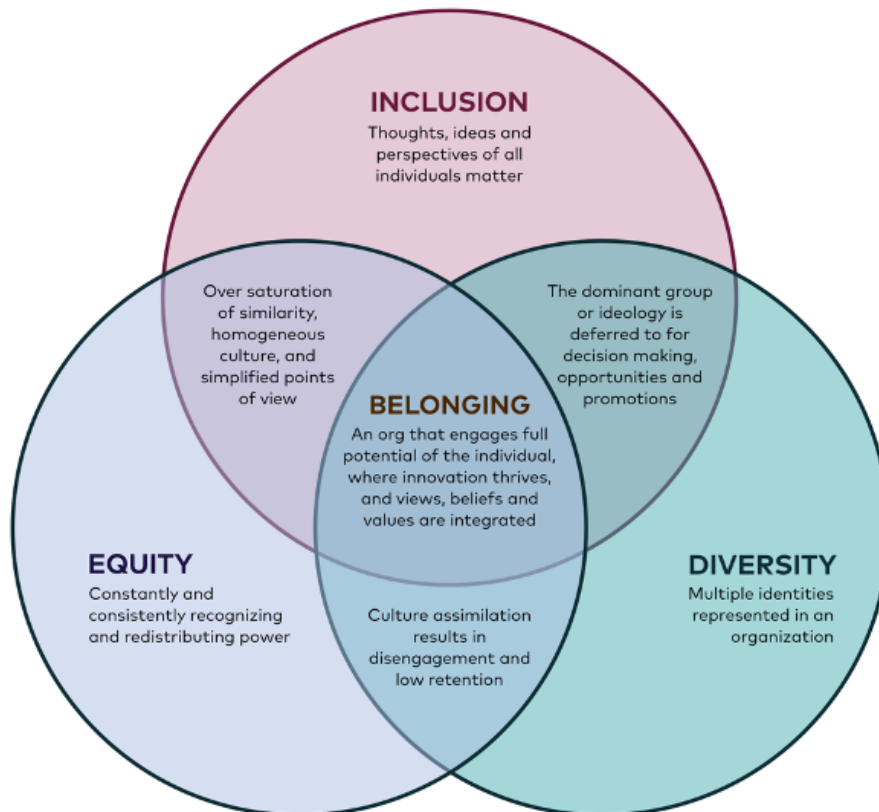 INCLUSION
Thoughts, ideas and
perspectives of all
individuals matter
Over saturation
of similarity,
homogeneous
culture, and
simplified points
of view
The dominant group
or ideology is
deferred to for
decision making,
opportunities and
promotions
BELONGING
An org that engages full
potential of the individual,
where innovation thrives,
and views, beliefs and
values are integrated
EQUITY
Constantly and
consistently recognizing
and redistributing power
DIVERSITY
Multiple identities
represented in an
organization
Culture assimilation
results in
disengagement and
low retention